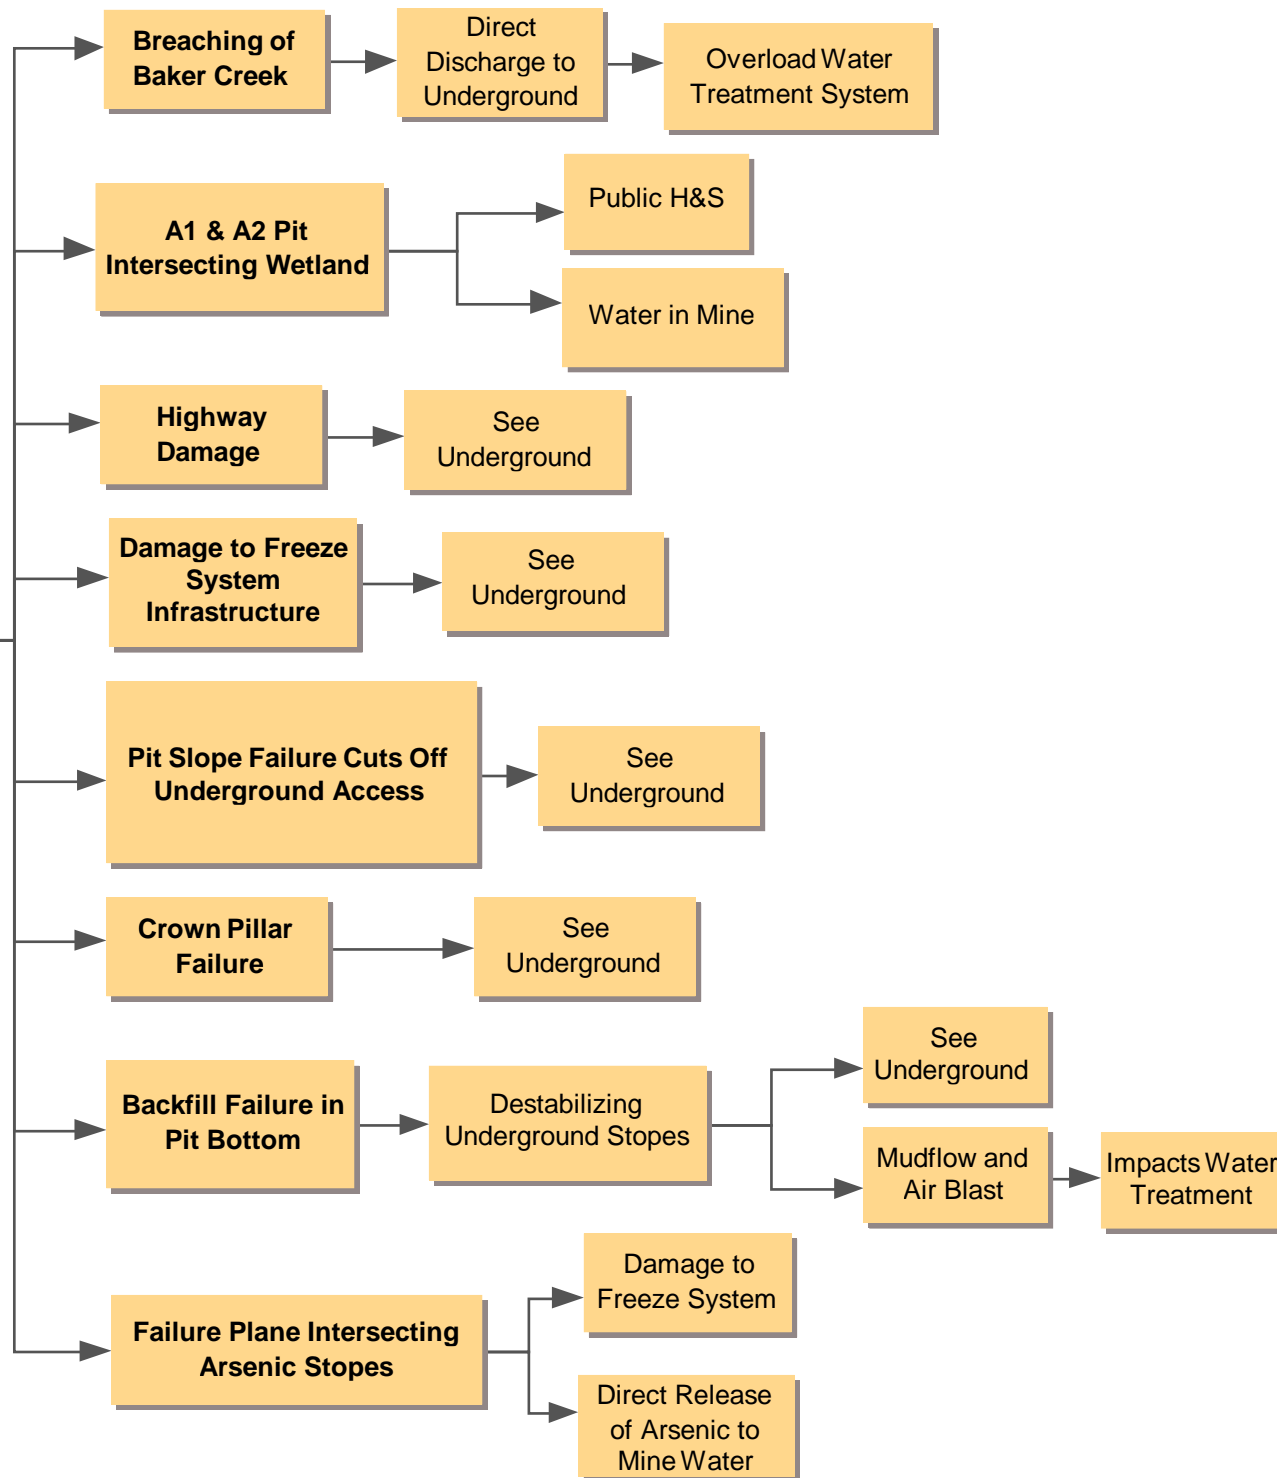 Breaching of
Baker Creek
Direct
Discharge to
Underground
Overload Water
Treatment System
A1 & A2 Pit
Intersecting Wetland
Public H&S
Water in Mine
Highway
Damage
See
Underground
Damage to Freeze
System
Infrastructure
See
Underground
Pit Slope Failure Cuts Off
Underground Access
See
Underground
Crown Pillar
Failure
See
Underground
Backfill Failure in
Pit Bottom
Destabilizing
Underground Stopes
See
Underground
Mudflow and
Air Blast
Impacts Water
Treatment
Failure Plane Intersecting
Arsenic Stopes
Damage to
Freeze System
Direct Release
of Arsenic to
Mine Water